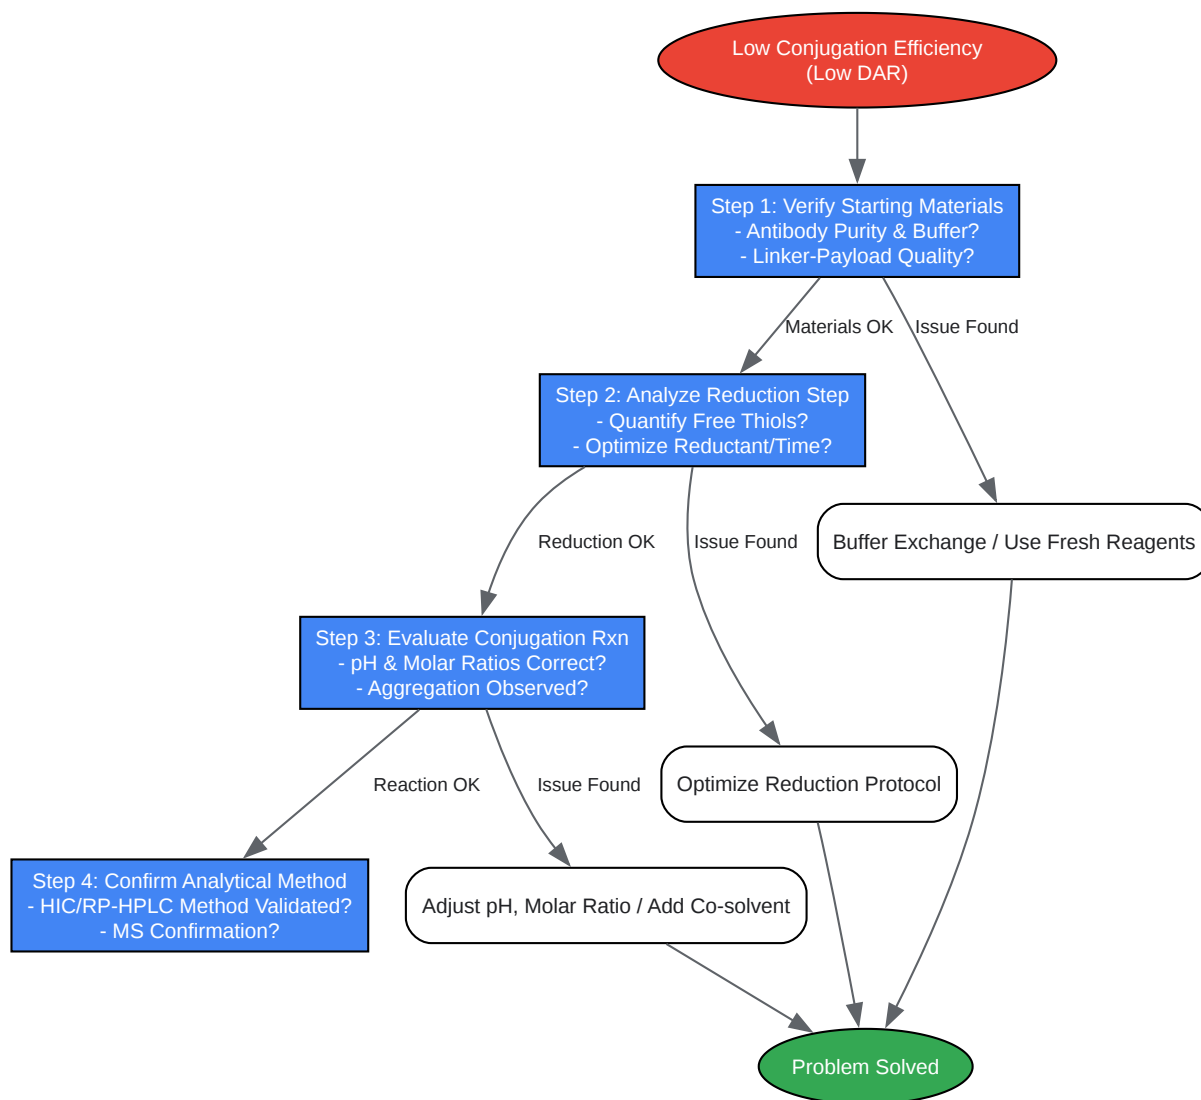 Low Conjugation Efficiency
(Low DAR)
Step 1: Verify Starting Materials
- Antibody Purity & Buffer?
- Linker-Payload Quality?
Materials OK
Issue Found
Step 2: Analyze Reduction Step
- Quantify Free Thiols?
- Optimize Reductant/Time?
Reduction OK
Issue Found
Buffer Exchange / Use Fresh Reagents
Step 3: Evaluate Conjugation Rxn
- pH & Molar Ratios Correct?
- Aggregation Observed?
Reaction OK
Issue Found
Optimize Reduction Protocol
Step 4: Confirm Analytical Method
- HIC/RP-HPLC Method Validated?
- MS Confirmation?
Adjust pH, Molar Ratio / Add Co-solvent
Problem Solved